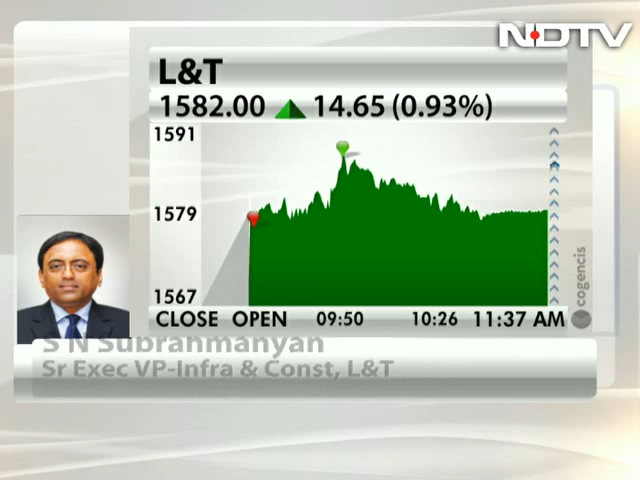 NDTV
L&T
1582.00 14.65 (0.93%)
1591
1579
1567
CLOSE OPEN 09:50 10:26 11:37 AM
cogencis
S N Subrahmanyan
Sr Exec VP-Infra & Const, L&T